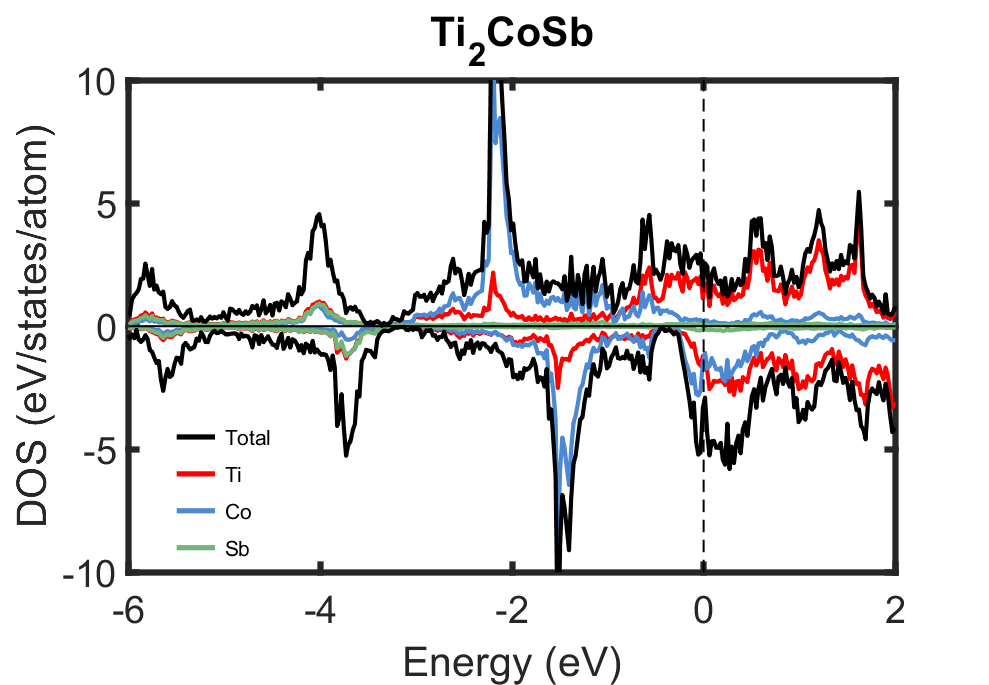 Ti₂CoSb
DOS (eV/states/atom)
10
5
0
-5
-10
Total
Ti
Co
Sb
-6 -4 -2 0 2
Energy (eV)